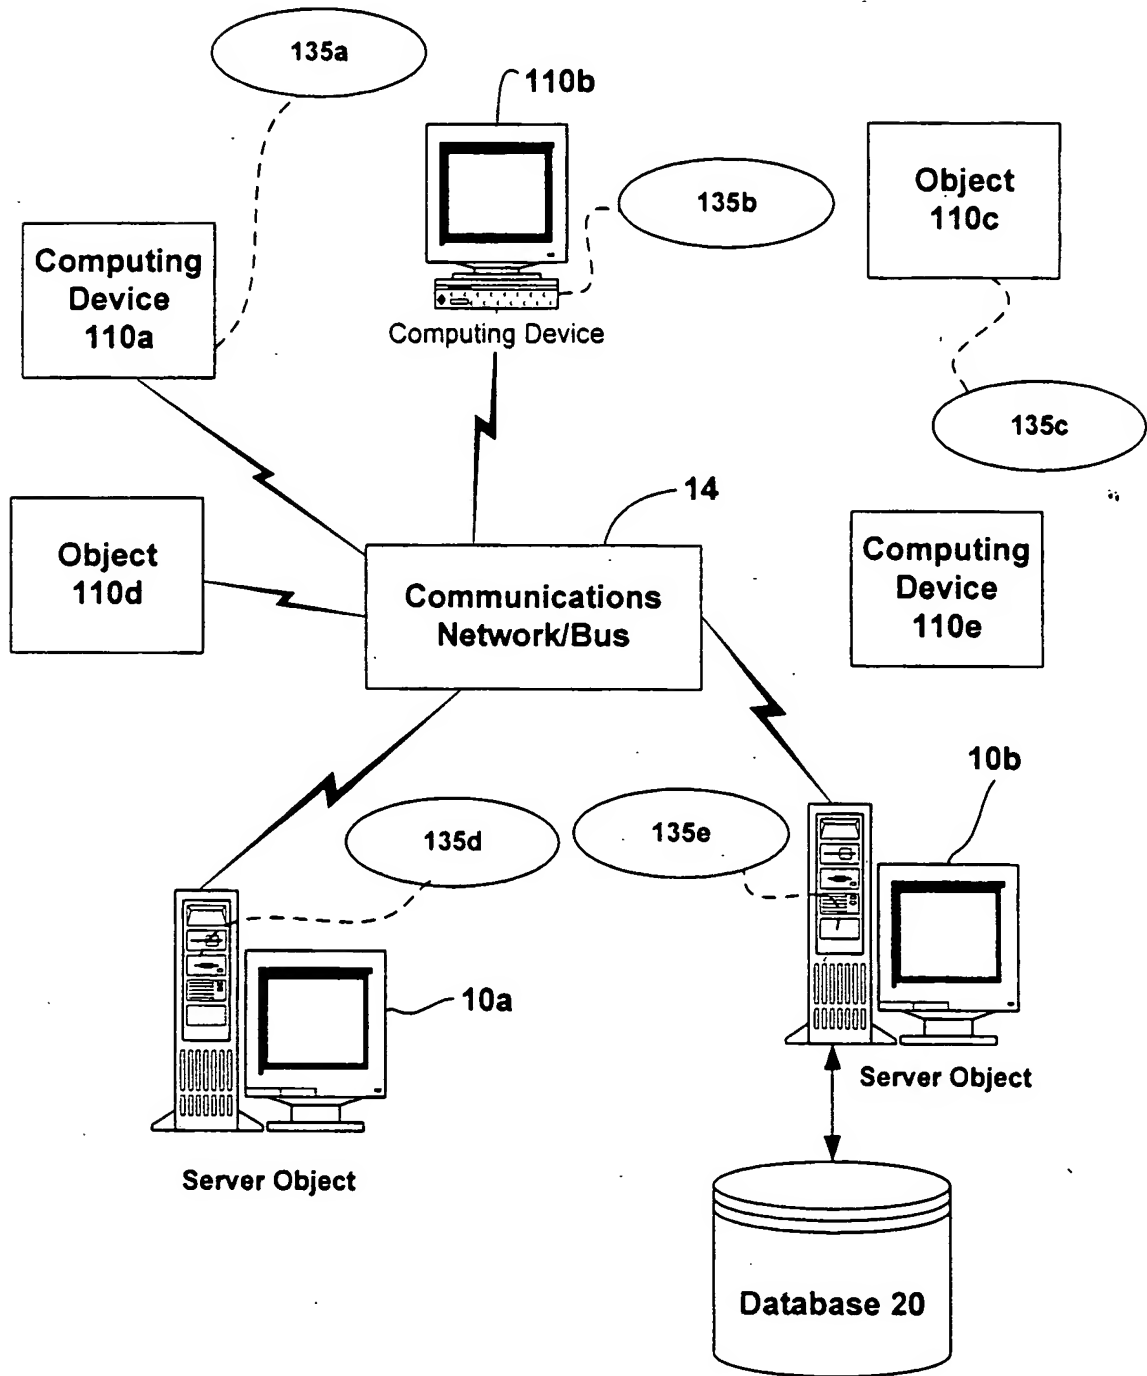 135a
110b
135b
Object
110c
Computing
Device
110a
Computing Device
135c
14
Object
110d
Communications
Network/Bus
Computing
Device
110e
10b
135d
135e
10a
Server Object
Server Object
Database 20